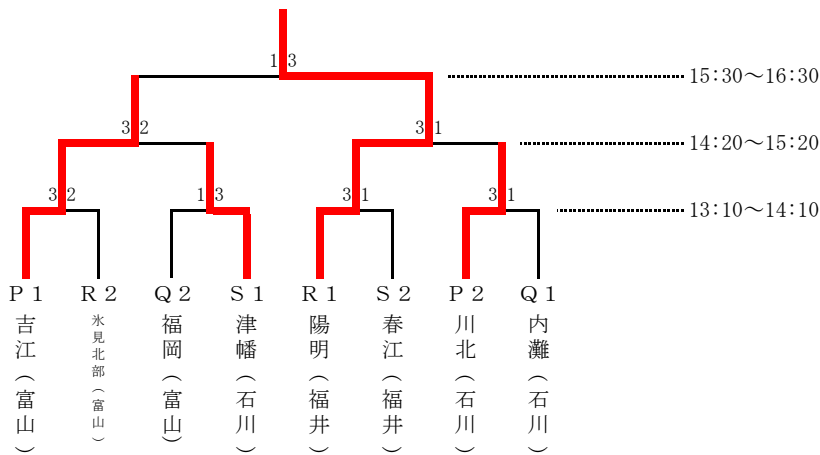 1 3
15:30～16:30
3 2
3 1
14:20～15:20
3 2
1 3
3 1
3 1
13:10～14:10
P1
R2
Q2
S1
R1
S2
P2
Q1
吉江(富山)
氷見北部(富山)
福岡(富山)
津幡(石川)
陽明(福井)
春江(福井)
川北(石川)
内灘(石川)